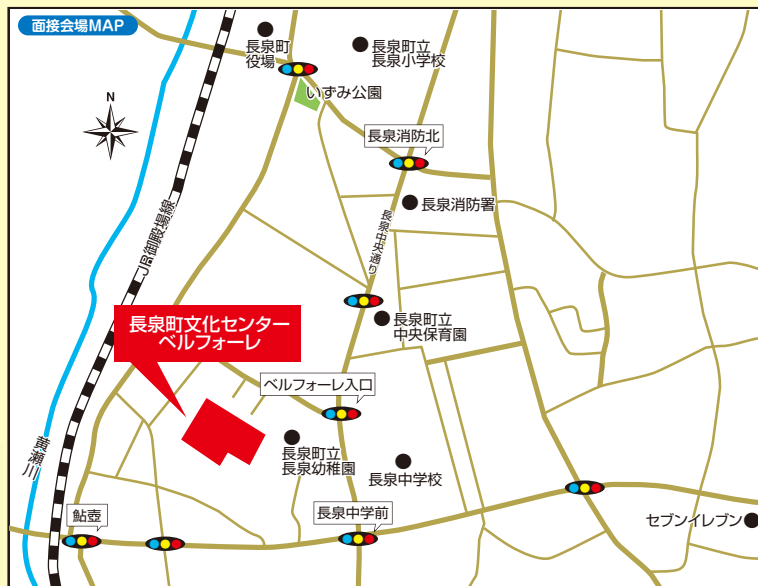 面接会場MAP
長泉町
役場
長泉町立
長泉小学校
いずみ公園
N
長泉消防北
長泉消防署
長泉中央通り
JR御殿場線
長泉町文化センター
ベルフォーレ
長泉町立
中央保育園
ベルフォーレ入口
長泉町立
長泉幼稚園
長泉中学校
黄瀬川
鮎壺
長泉中学前
セブンイレブン